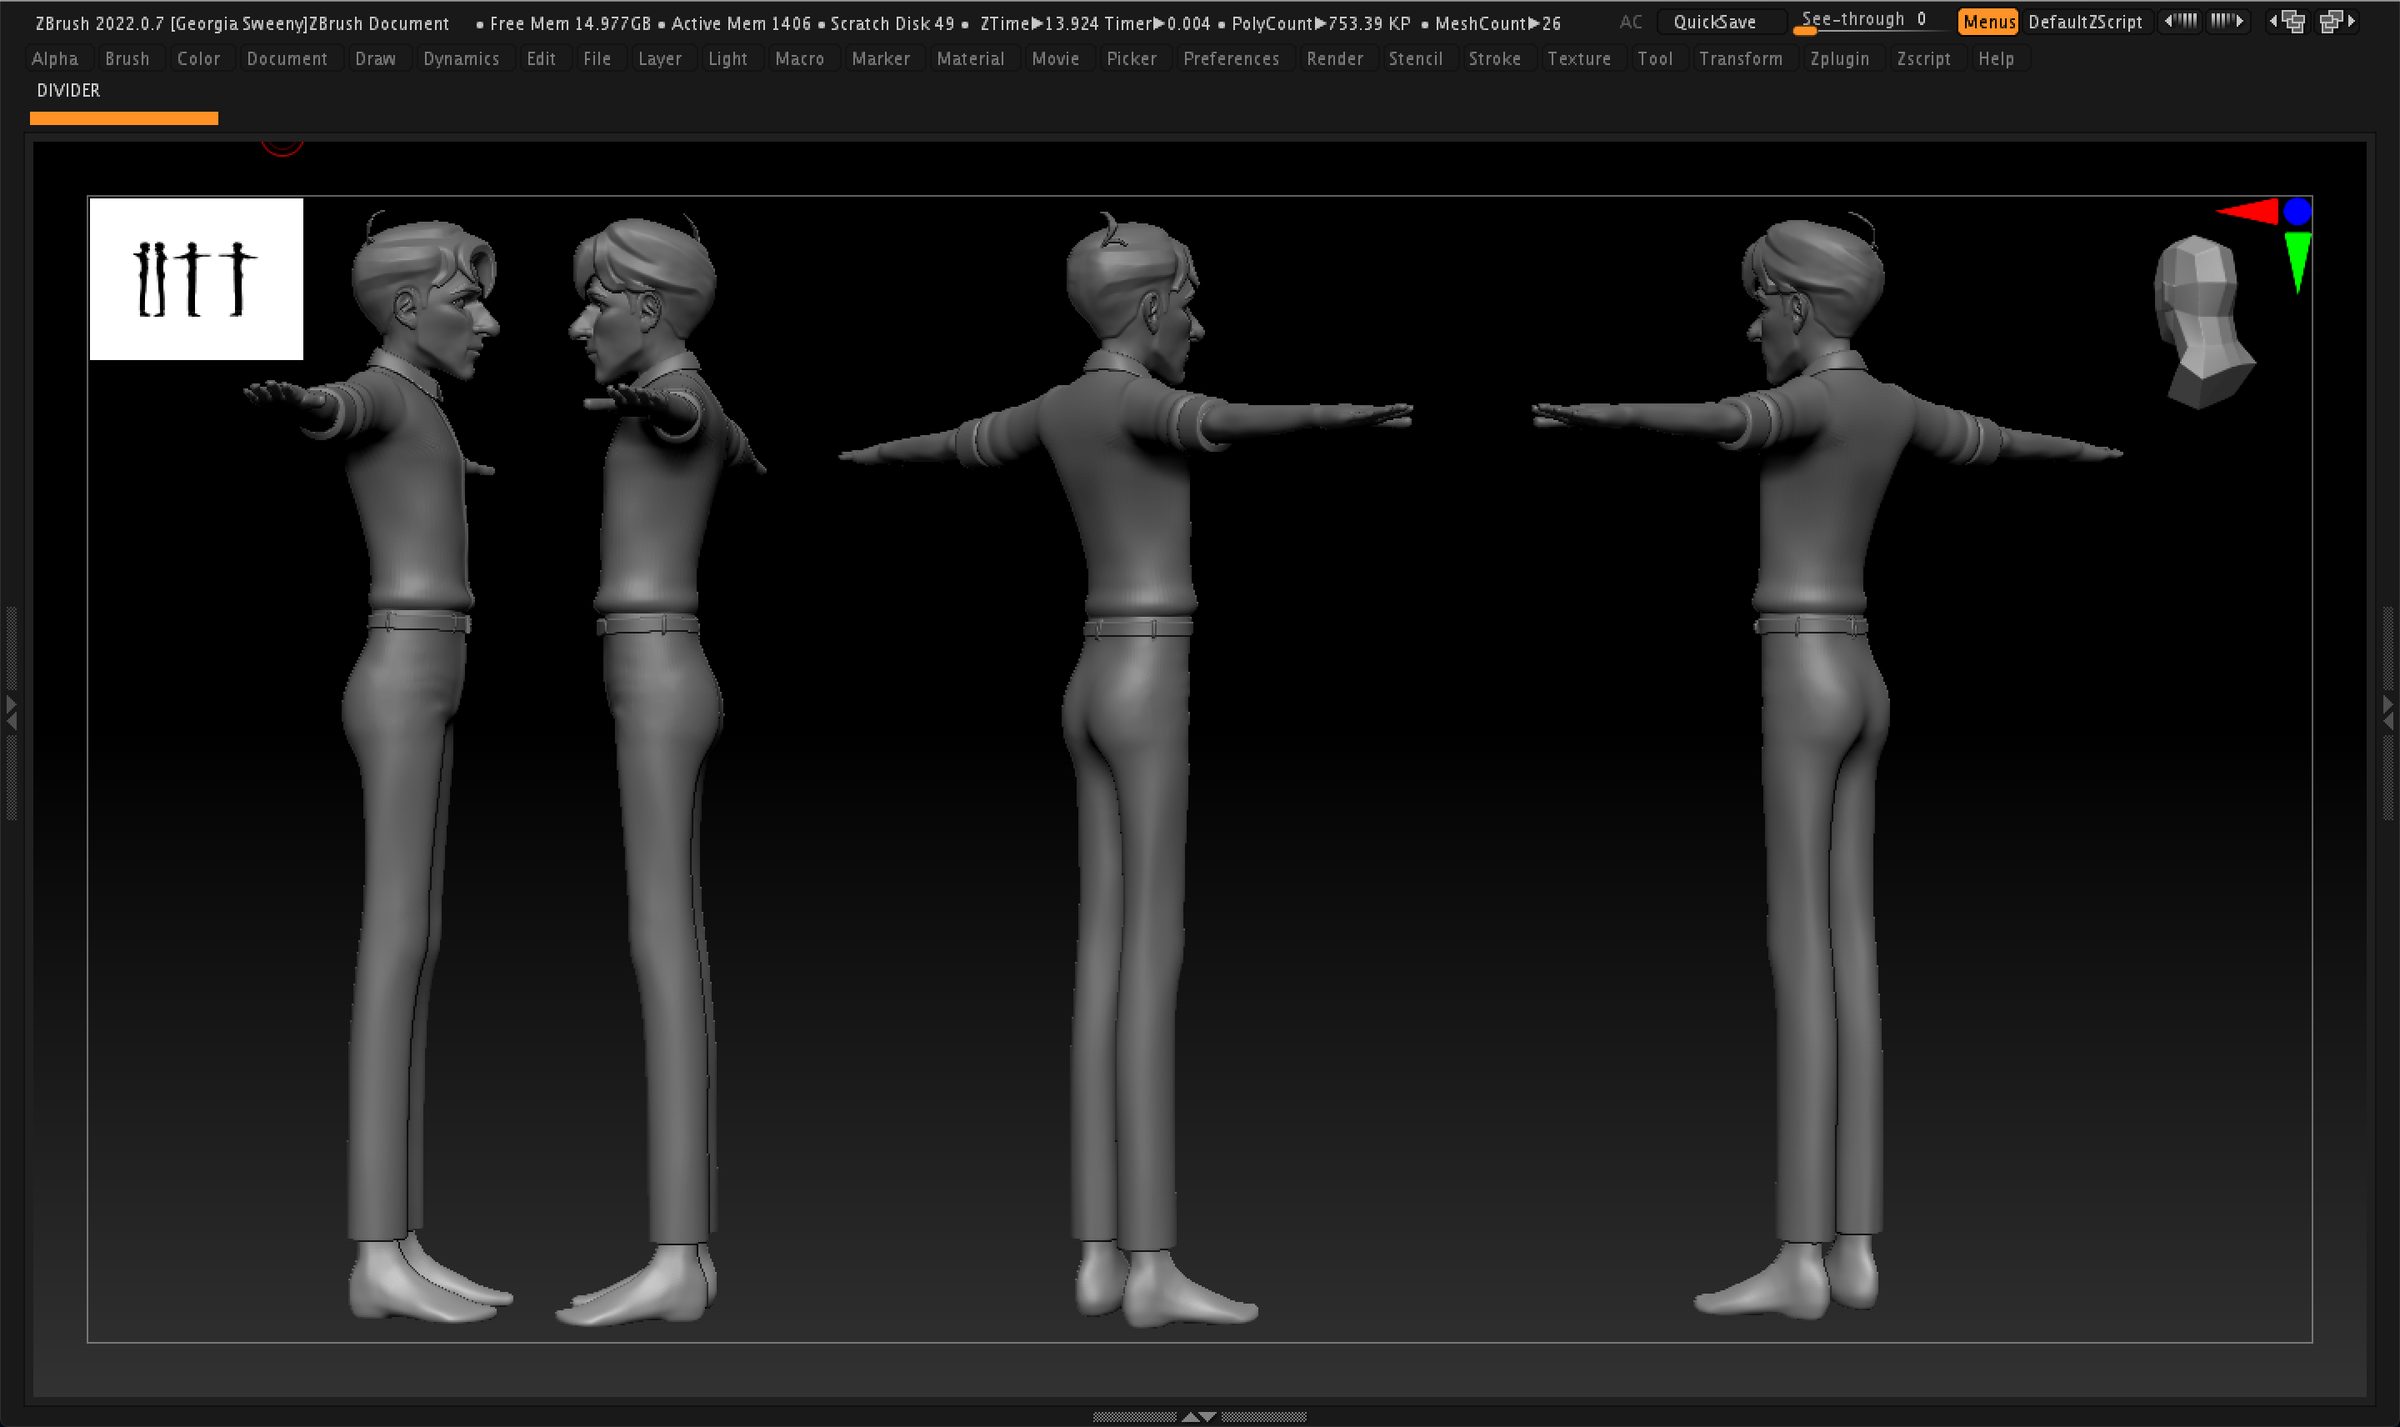 ZBrush 2022.0.7 [Georgia Sweeny]ZBrush Document • Free Mem 14.977GB • Active Mem 1406 • Scratch Disk 49 • ZTime▶13.924 Timer▶0.004 • PolyCount▶753.39 KP • MeshCount▶26 AC QuickSave See-through 0 Menus DefaultZScript
Alpha Brush Color Document Draw Dynamics Edit File Layer Light Macro Marker Material Movie Picker Preferences Render Stencil Stroke Texture Tool Transform Zplugin Zscript Help
DIVIDER